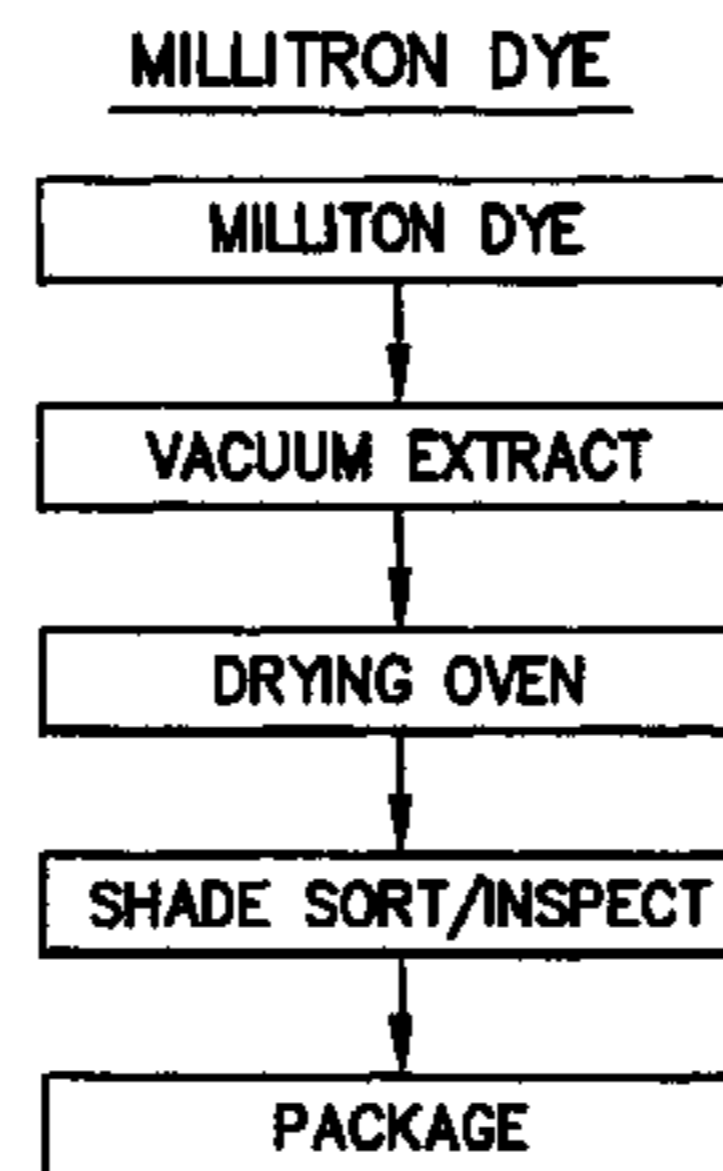 MILLITRON DYE
MILLITON DYE
VACUUM EXTRACT
DRYING OVEN
SHADE SORT/INSPECT
PACKAGE